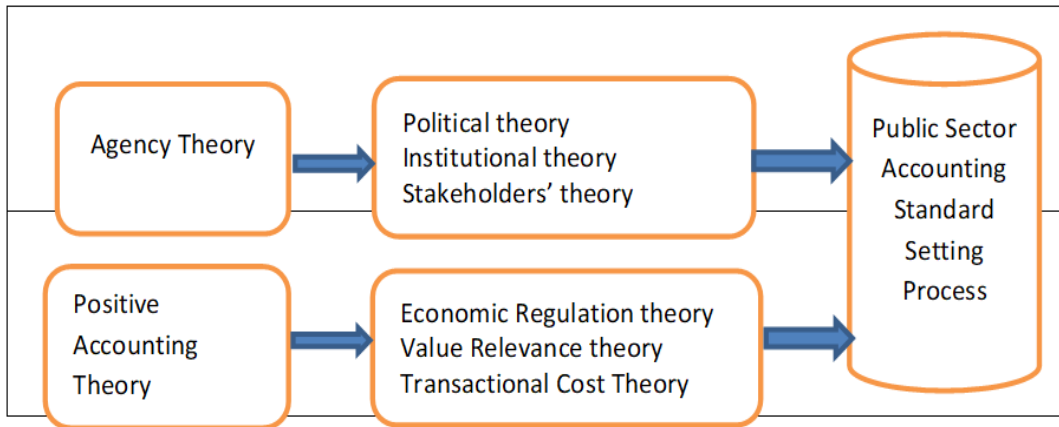 Agency Theory
Political theory
Institutional theory
Stakeholders’ theory
Public Sector
Accounting
Standard
Setting
Process
Positive
Accounting
Theory
Economic Regulation theory
Value Relevance theory
Transactional Cost Theory